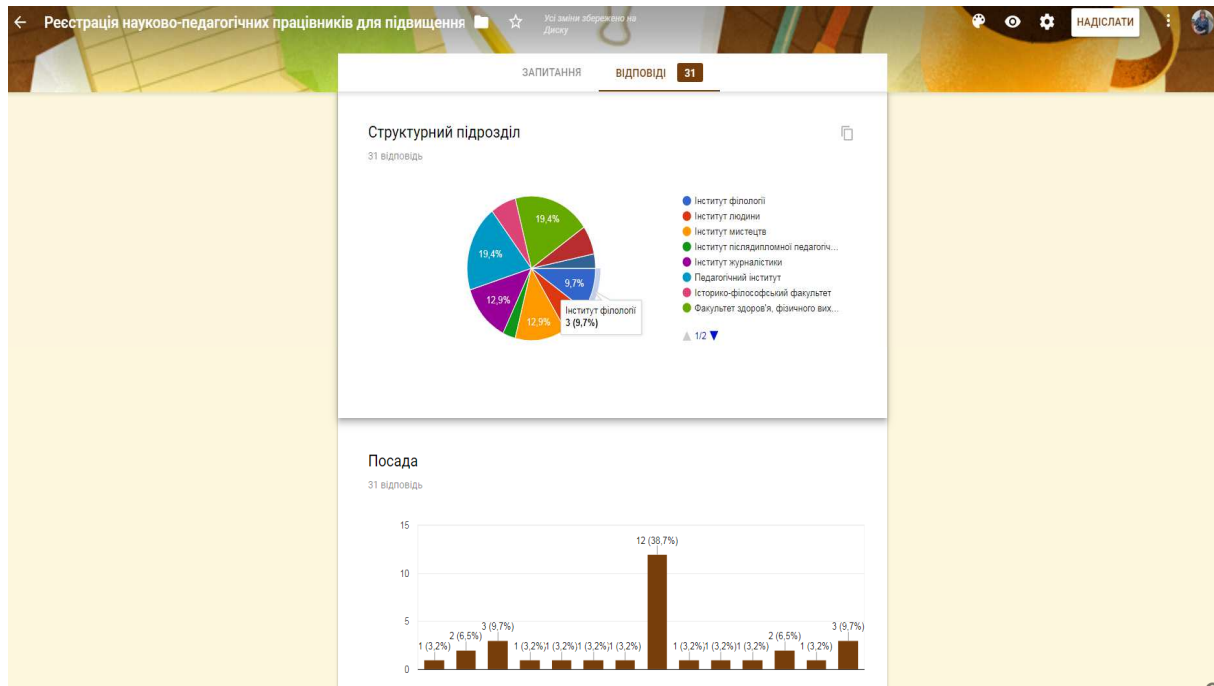 Реєстрація науково-педагогічних працівників для підвищення
Усі зміни збережено на
Диску
НАДІСЛАТИ
ЗАПИТАННЯ
ВІДПОВІДІ 31
Структурний підрозділ
31 відповідь
19,4%
19,4%
12,9%
12,9%
9,7%
Інститут філології
3 (9,7%)
Інститут філології
Інститут людини
Інститут мистецтв
Інститут післядипломної педагогіч...
Інститут журналістики
Педагогічний інститут
Історико-філософський факультет
Факультет здоров'я, фізичного вих...
1/2
Посада
31 відповідь
15
10
5
0
1 (3,2%)
2 (6,5%)
3 (9,7%)
1 (3,2%)
1 (3,2%)
1 (3,2%)
1 (3,2%)
12 (38,7%)
1 (3,2%)
1 (3,2%)
1 (3,2%)
2 (6,5%)
1 (3,2%)
3 (9,7%)